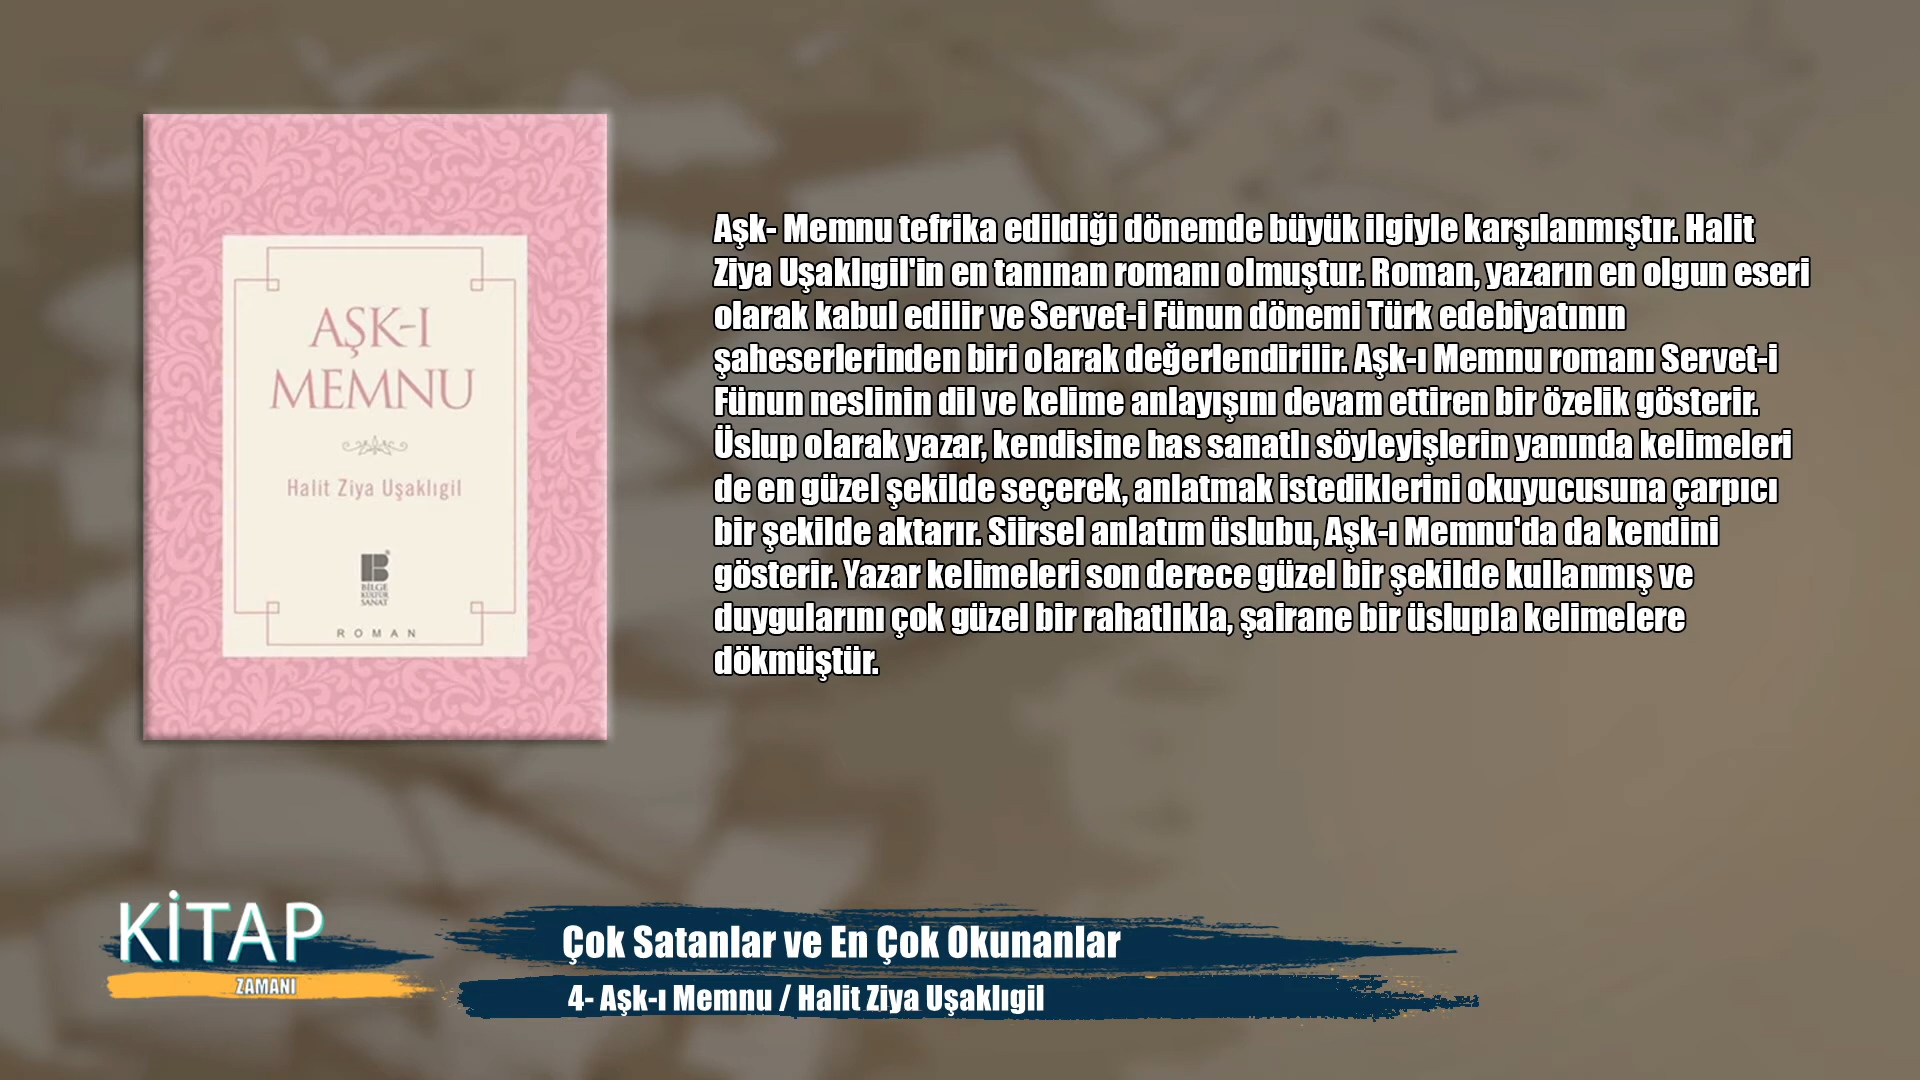 AŞK-I
MEMNU
Halit Ziya Uşaklıgil
BİLGE
KÜLTÜR
SANAT
ROMAN
Aşk- Memnu tefrika edildiği dönemde büyük ilgiyle karşılanmıştır. Halit
Ziya Uşaklıgil'in en tanınan romanı olmuştur. Roman, yazarın en olgun eseri
olarak kabul edilir ve Servet-i Fünun dönemi Türk edebiyatının
şaheserlerinden biri olarak değerlendirilir. Aşk-ı Memnu romanı Servet-i
Fünun neslinin dil ve kelime anlayışını devam ettiren bir özelik gösterir.
Üslup olarak yazar, kendisine has sanatlı söyleyişlerin yanında kelimeleri
de en güzel şekilde seçerek, anlatmak istediklerini okuyucusuna çarpıcı
bir şekilde aktarır. Siirsel anlatım üslubu, Aşk-ı Memnu'da da kendini
gösterir. Yazar kelimeleri son derece güzel bir şekilde kullanmış ve
duygularını çok güzel bir rahatlıkla, şairane bir üslupla kelimelere
dökmüştür.
KİTAP
ZAMANI
Çok Satanlar ve En Çok Okunanlar
4- Aşk-ı Memnu / Halit Ziya Uşaklıgil